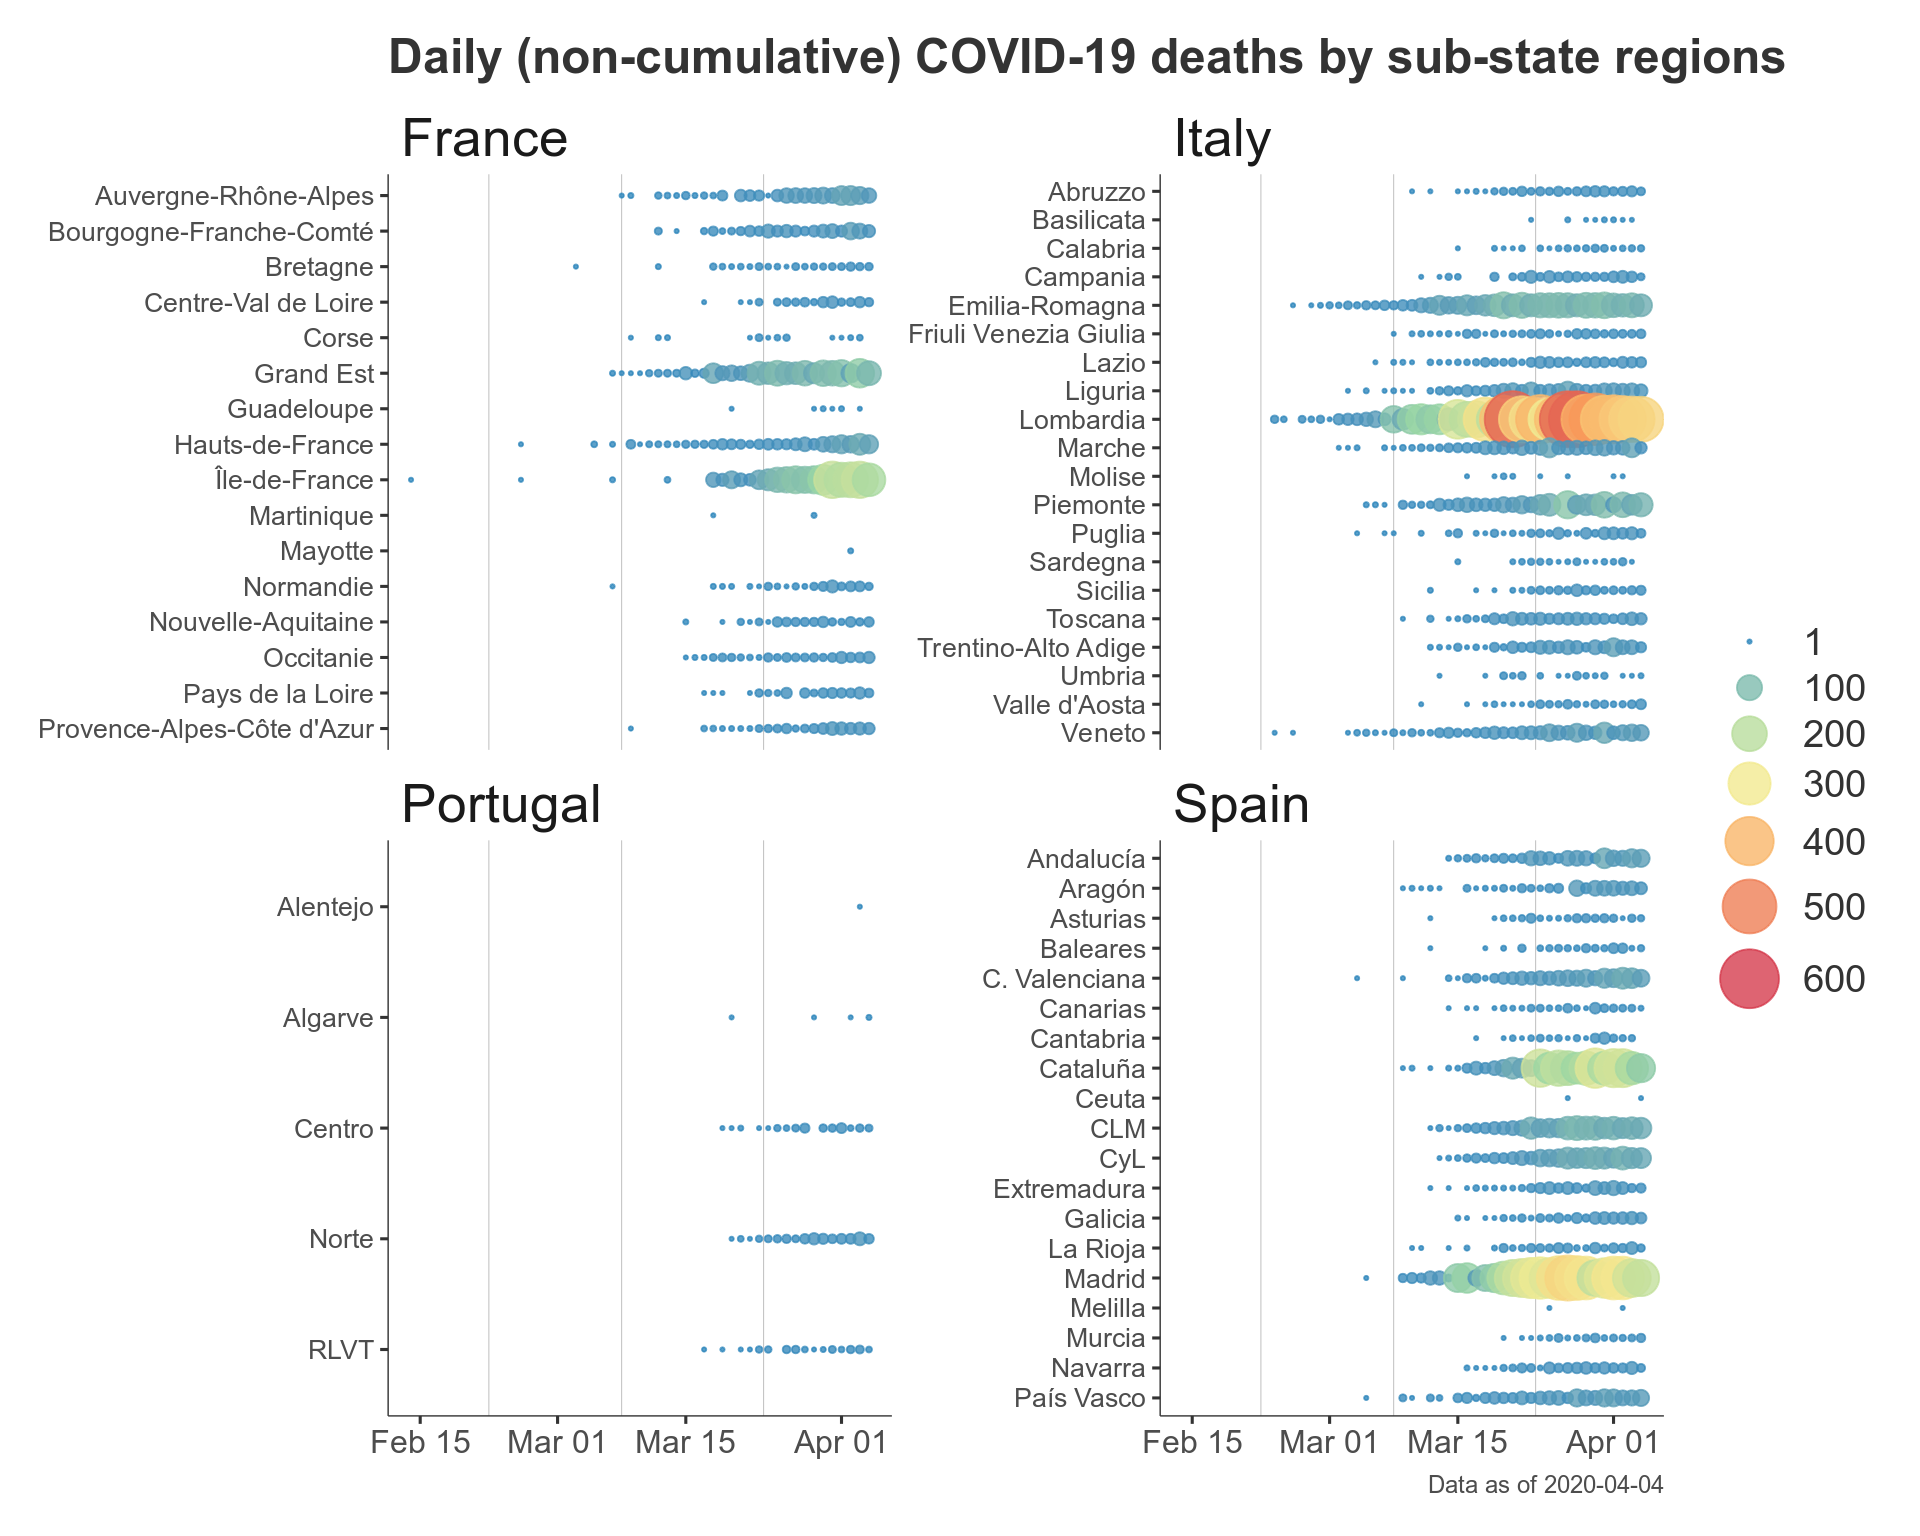 Daily (non-cumulative) COVID-19 deaths by sub-state regions
France
Auvergne-Rhône-Alpes
Bourgogne-Franche-Comté
Bretagne
Centre-Val de Loire
Corse
Grand Est
Guadeloupe
Hauts-de-France
Île-de-France
Martinique
Mayotte
Normandie
Nouvelle-Aquitaine
Occitanie
Pays de la Loire
Provence-Alpes-Côte d'Azur
Italy
Abruzzo
Basilicata
Calabria
Campania
Emilia-Romagna
Friuli Venezia Giulia
Lazio
Liguria
Lombardia
Marche
Molise
Piemonte
Puglia
Sardegna
Sicilia
Toscana
Trentino-Alto Adige
Umbria
Valle d'Aosta
Veneto
Portugal
Alentejo
Algarve
Centro
Norte
RLVT
Feb 15 Mar 01 Mar 15 Apr 01
Spain
Andalucía
Aragón
Asturias
Baleares
C. Valenciana
Canarias
Cantabria
Cataluña
Ceuta
CLM
CyL
Extremadura
Galicia
La Rioja
Madrid
Melilla
Murcia
Navarra
País Vasco
Feb 15 Mar 01 Mar 15 Apr 01
1
100
200
300
400
500
600
Data as of 2020-04-04